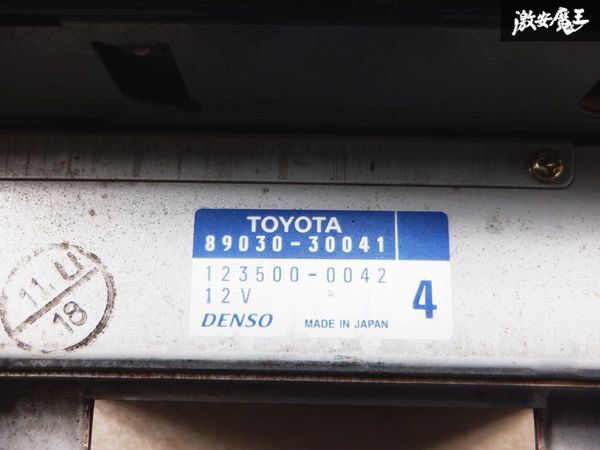 激安魔王
TOYOTA
89030-30041
123500-0042
12V
4
DENSO
MADE IN JAPAN
11.
18